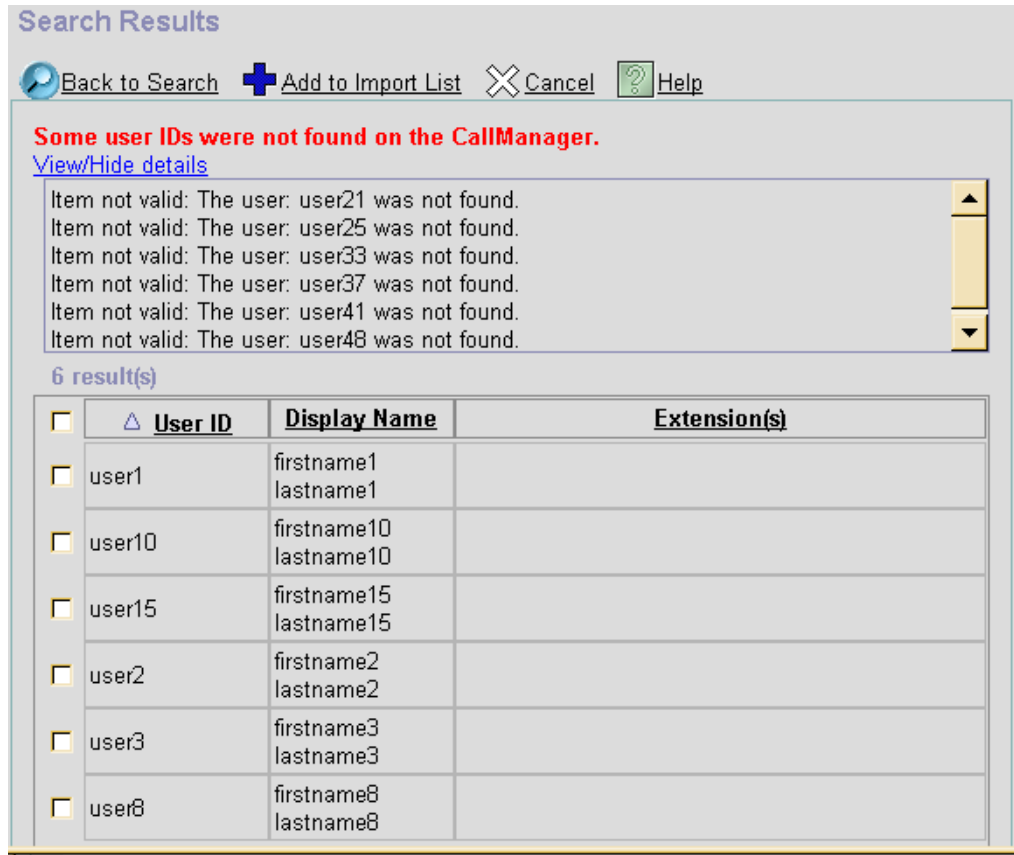 Search Results
Back to Search Add to Import List Cancel ? Help
Some user IDs were not found on the CallManager.
View/Hide details
Item not valid: The user: user21 was not found.
Item not valid: The user: user25 was not found.
Item not valid: The user: user33 was not found.
Item not valid: The user: user37 was not found.
Item not valid: The user: user41 was not found.
Item not valid: The user: user48 was not found.
6 result(s)
User ID Display Name Extension(s)
user1 firstname1
lastname1
user10 firstname10
lastname10
user15 firstname15
lastname15
user2 firstname2
lastname2
user3 firstname3
lastname3
user8 firstname8
lastname8